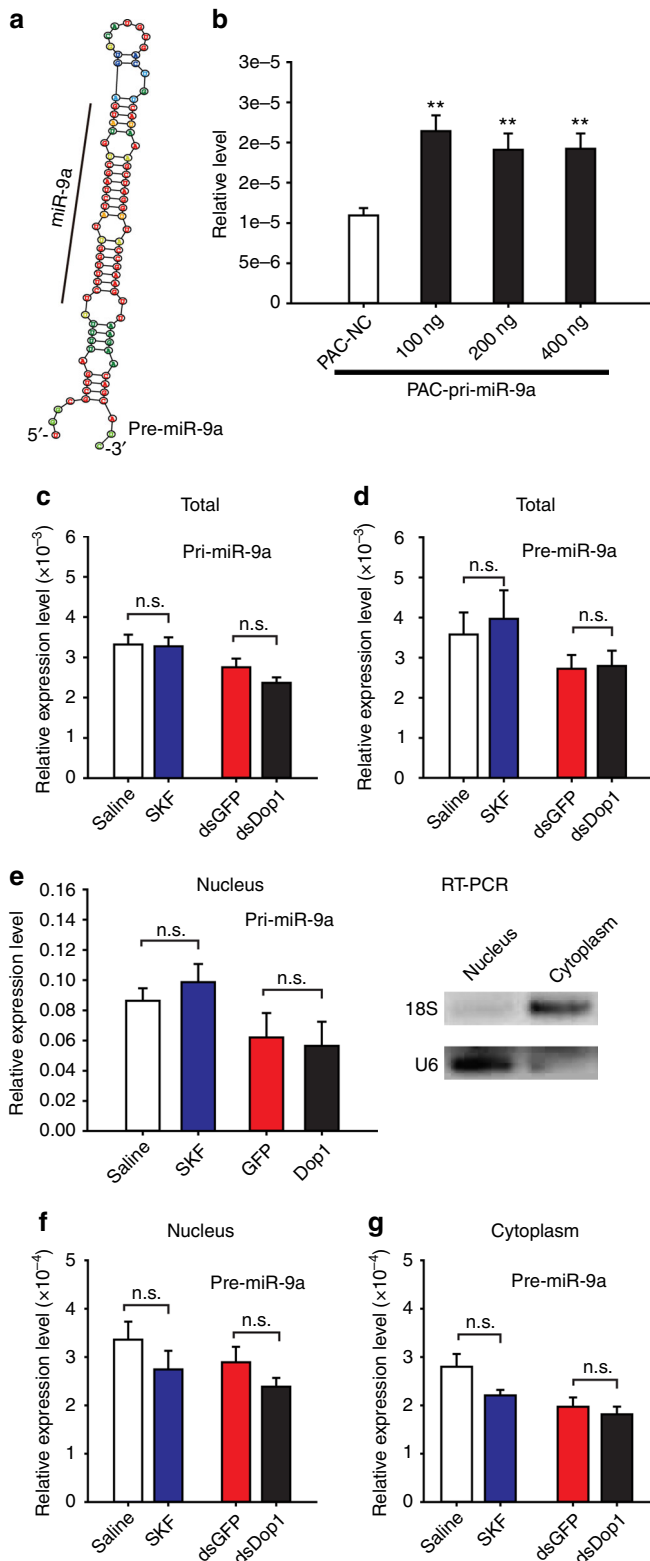 a
miR-9a
5′-
-3′
Pre-miR-9a
b
Relative level
3e–5
3e–5
2e–5
2e–5
1e–5
5e–6
0
**
**
**
PAC-NC
100 ng
200 ng
400 ng
PAC-pri-miR-9a
c
Total
Pri-miR-9a
Relative expression level (×10–3)
6
5
4
3
2
1
0
n.s.
n.s.
Saline
SKF
dsGFP
dsDop1
d
Total
Pre-miR-9a
Relative expression level (×10–3)
6
5
4
3
2
1
0
n.s.
n.s.
Saline
SKF
dsGFP
dsDop1
e
Nucleus
Pri-miR-9a
Relative expression level
0.16
0.14
0.12
0.10
0.08
0.06
0.04
0.02
0.00
n.s.
n.s.
Saline
SKF
GFP
Dop1
RT-PCR
Nucleus
Cytoplasm
18S
U6
f
Nucleus
Pre-miR-9a
Relative expression level (×10–4)
5
4
3
2
1
0
n.s.
n.s.
Saline
SKF
dsGFP
dsDop1
g
Cytoplasm
Pre-miR-9a
Relative expression level (×10–4)
5
4
3
2
1
0
n.s.
n.s.
Saline
SKF
dsGFP
dsDop1